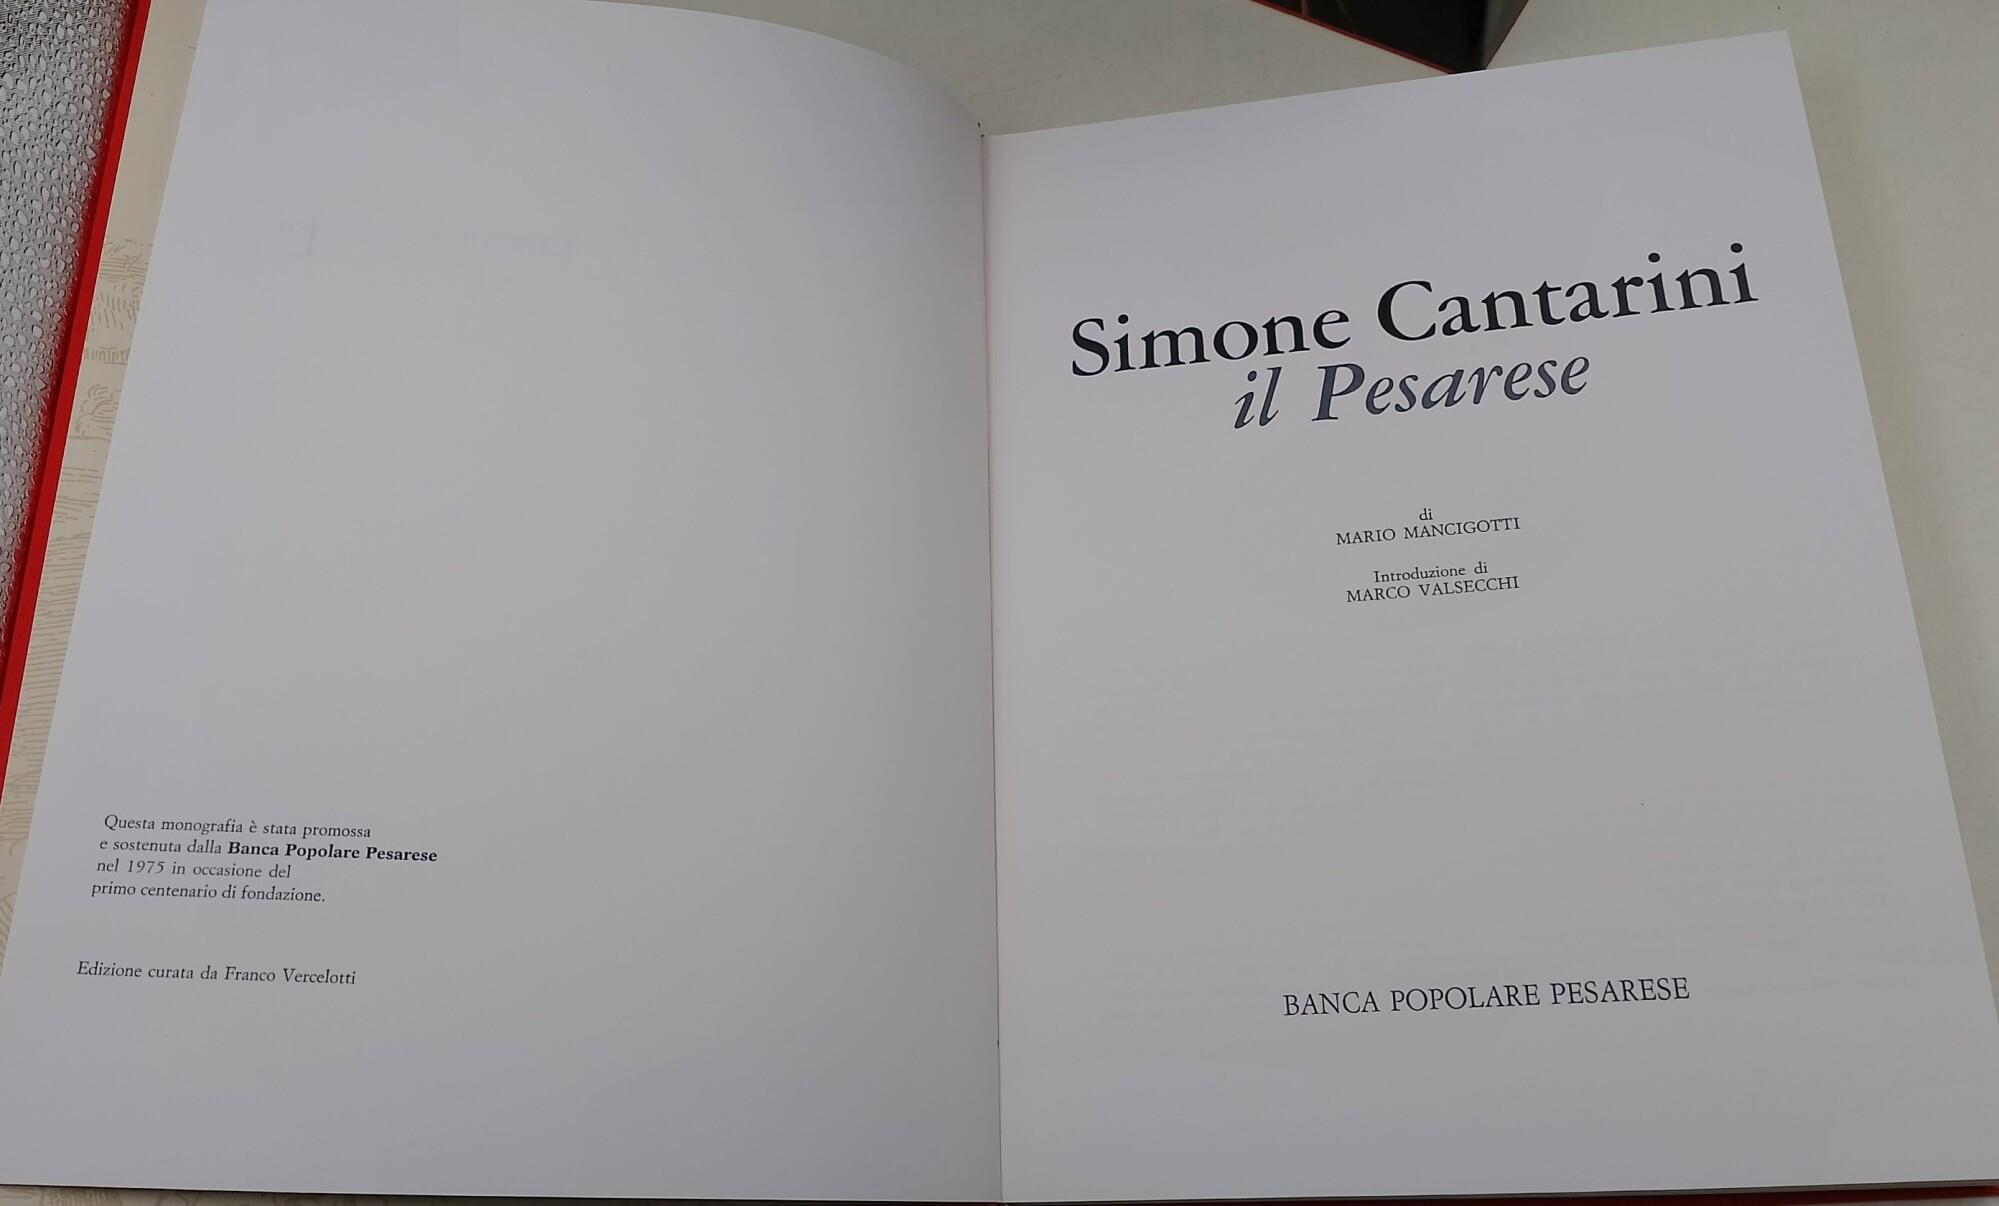 Questa monografia è stata promossa
e sostenuta dalla Banca Popolare Pesarese
nel 1975 in occasione del
primo centenario di fondazione.
Edizione curata da Franco Vercelotti
Simone Cantarini
il Pesarese
di
MARIO MANCIGOTTI
Introduzione di
MARCO VALSECCHI
BANCA POPOLARE PESARESE